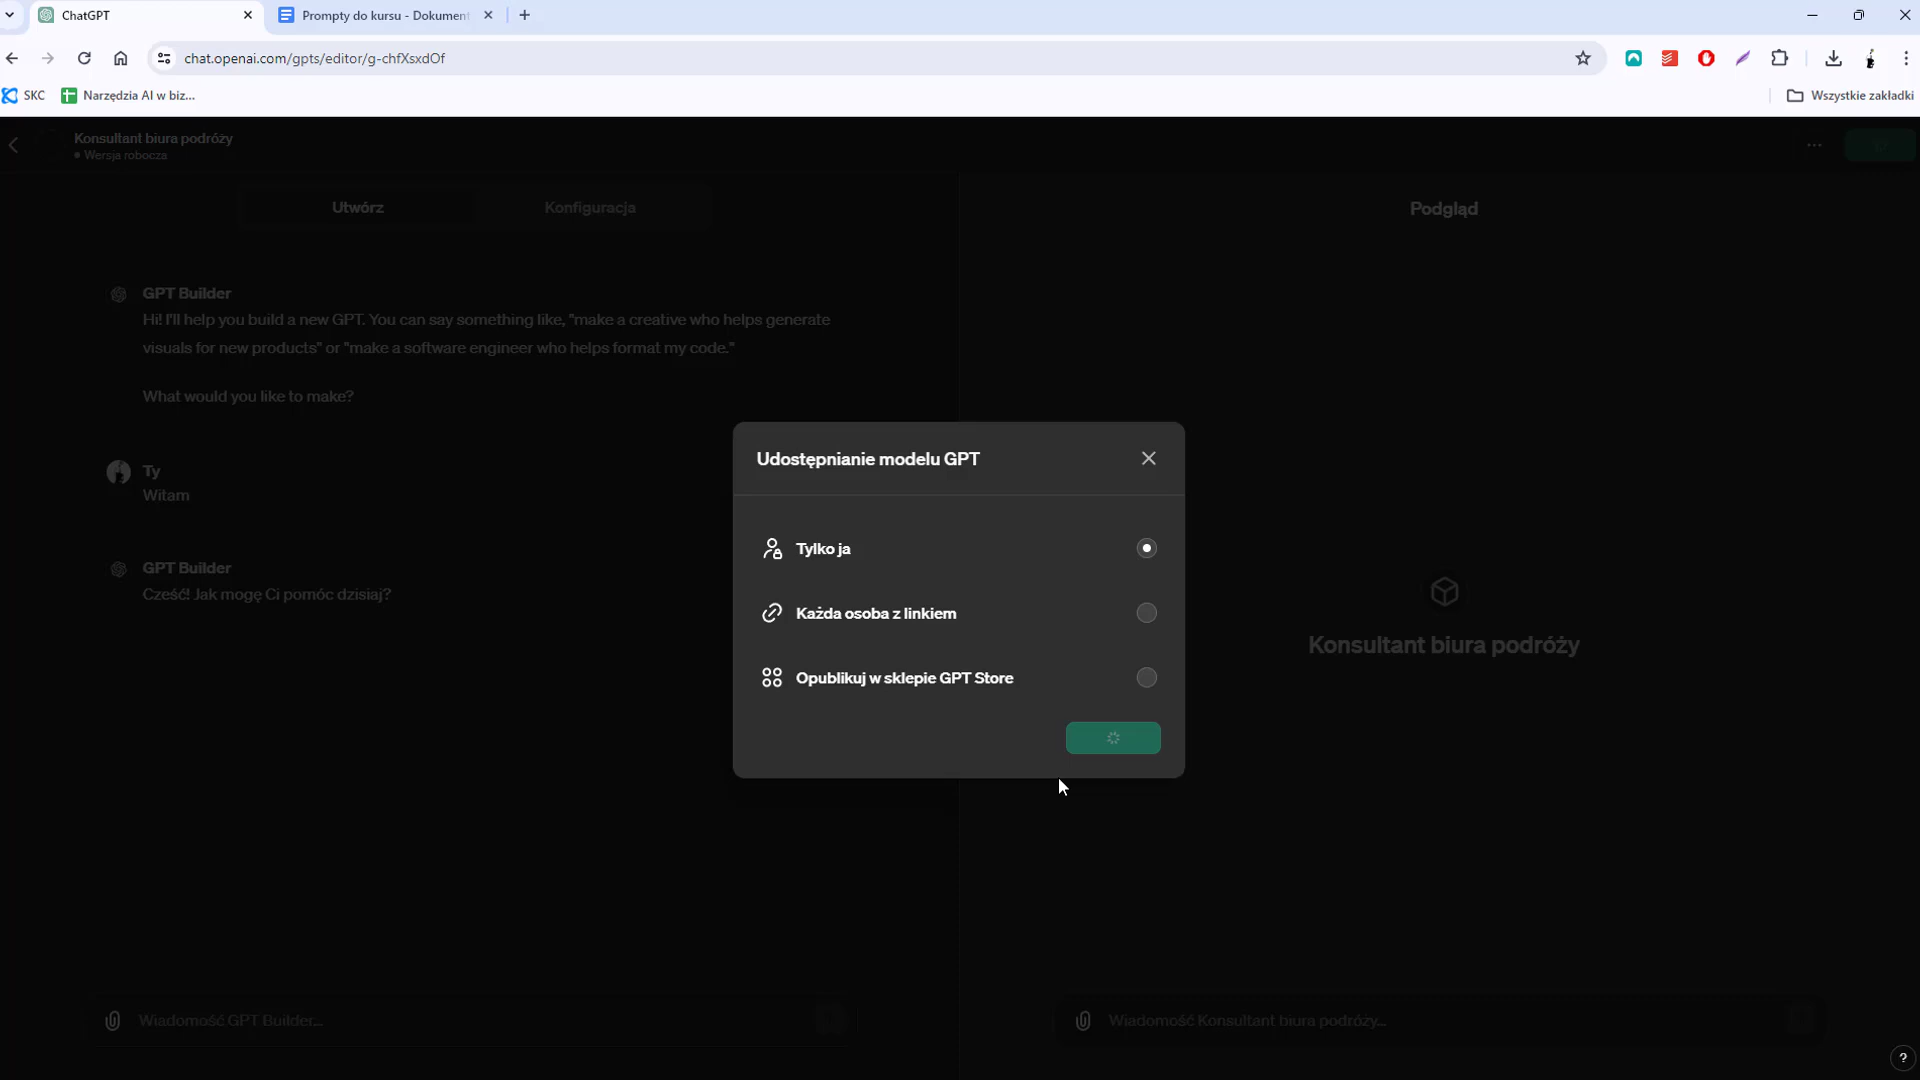 ChatGPT
Prompty do kursu - Dokument
chat.openai.com/gpts/editor/g-chfXsxdOf
SKC
Narzędzia AI w biz...
Wszystkie zakładki
Konsultant biura podróży
Wersja robocza
Utwórz
Konfiguracja
Podgląd
GPT Builder
Hi! I'll help you build a new GPT. You can say something like, "make a creative who helps generate
visuals for new products" or "make a software engineer who helps format my code."
What would you like to make?
Ty
Witam
GPT Builder
Cześć! Jak mogę Ci pomóc dzisiaj?
Udostępnianie modelu GPT
Tylko ja
Każda osoba z linkiem
Opublikuj w sklepie GPT Store
Konsultant biura podróży
Wiadomość GPT Builder...
Wiadomość Konsultant biura podróży...
?